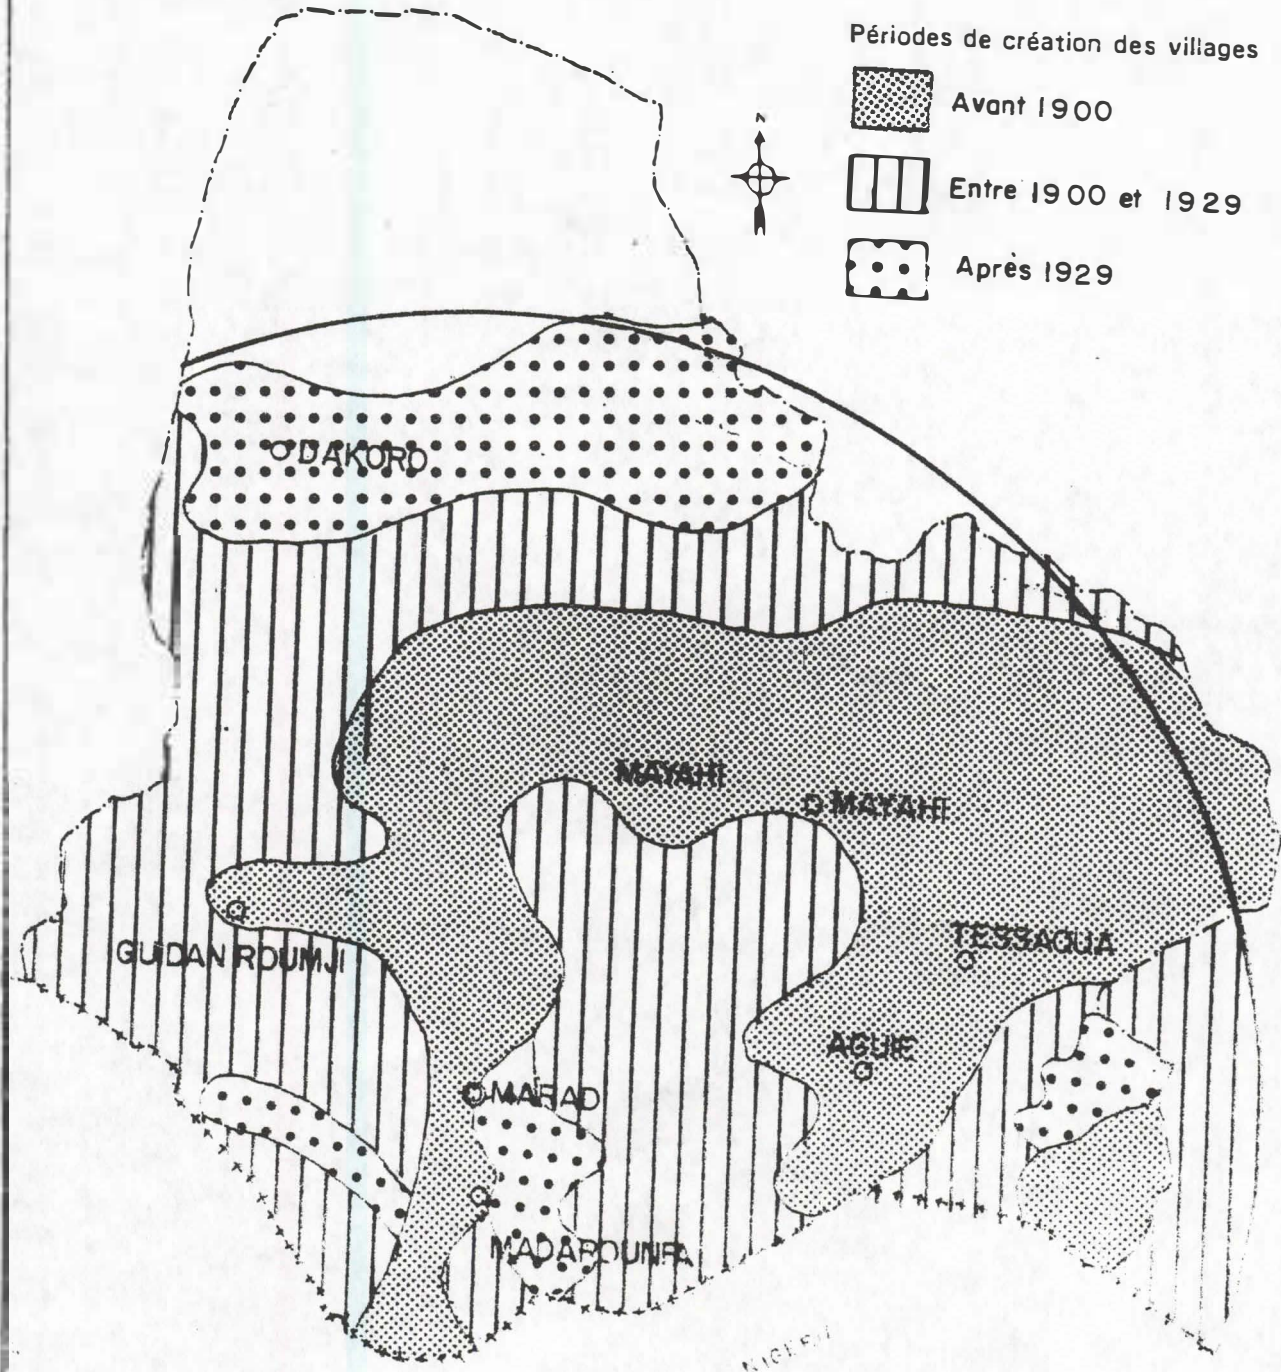 Périodes de création des villages
Avant 1900
N
Entre 1900 et 1929
Après 1929
DAKORO
MAYAHI
MAYAHI
TESSAOUA
GUIDAN ROUMJI
AGUIE
MARAD
MADAROUNFA